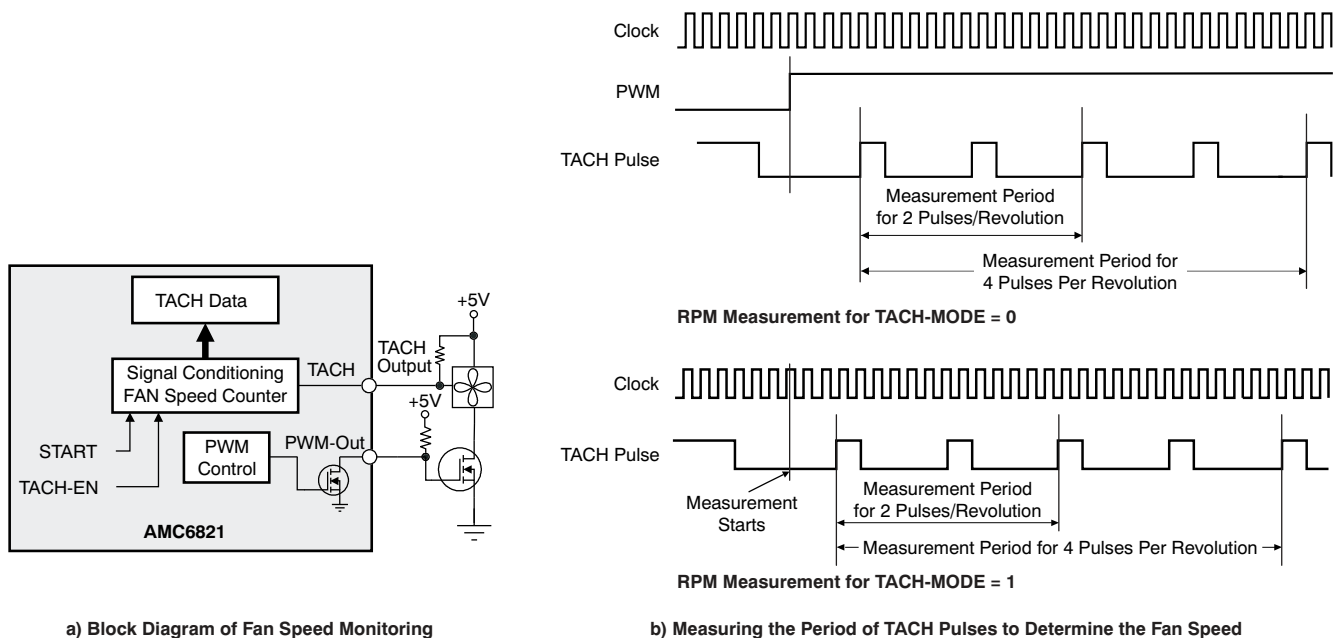 TACH Data
Signal Conditioning
FAN Speed Counter
TACH
TACH
Output
+5V
+5V
START
TACH-EN
PWM
Control
PWM-Out
AMC6821
a) Block Diagram of Fan Speed Monitoring
Clock
PWM
TACH Pulse
Measurement Period
for 2 Pulses/Revolution
Measurement Period for
4 Pulses Per Revolution
RPM Measurement for TACH-MODE = 0
Clock
TACH Pulse
Measurement
Starts
Measurement Period
for 2 Pulses/Revolution
Measurement Period for 4 Pulses Per Revolution
RPM Measurement for TACH-MODE = 1
b) Measuring the Period of TACH Pulses to Determine the Fan Speed